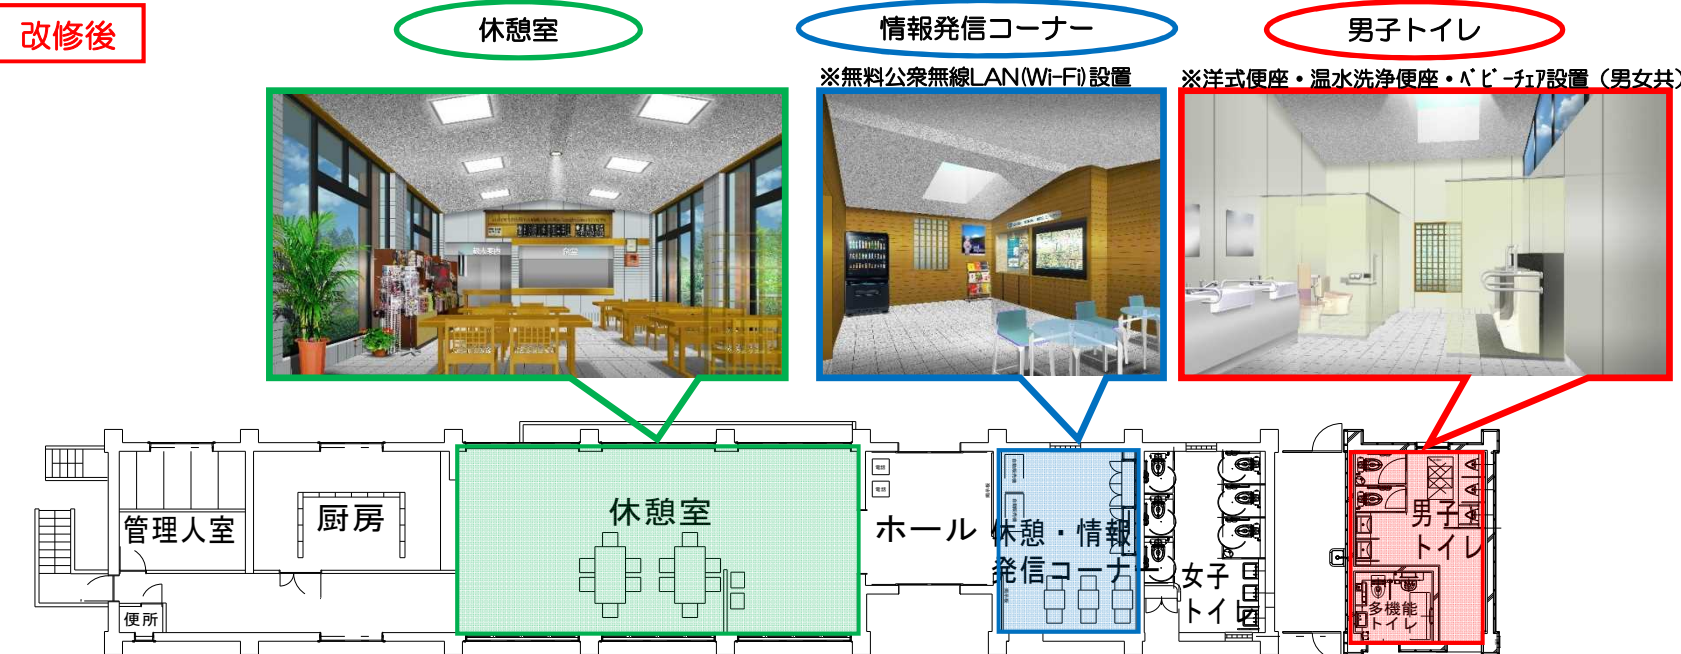 改修後
休憩室
情報発信コーナー
男子トイレ
※無料公衆無線LAN(Wi-Fi)設置
※洋式便座・温水洗浄便座・ﾍﾞﾋﾞｰﾁｪｱ設置（男女共）
管理人室
厨房
休憩室
ホール
休憩・情報
発信コーナー
女子
トイレ
男子
トイレ
多機能
トイレ
便所